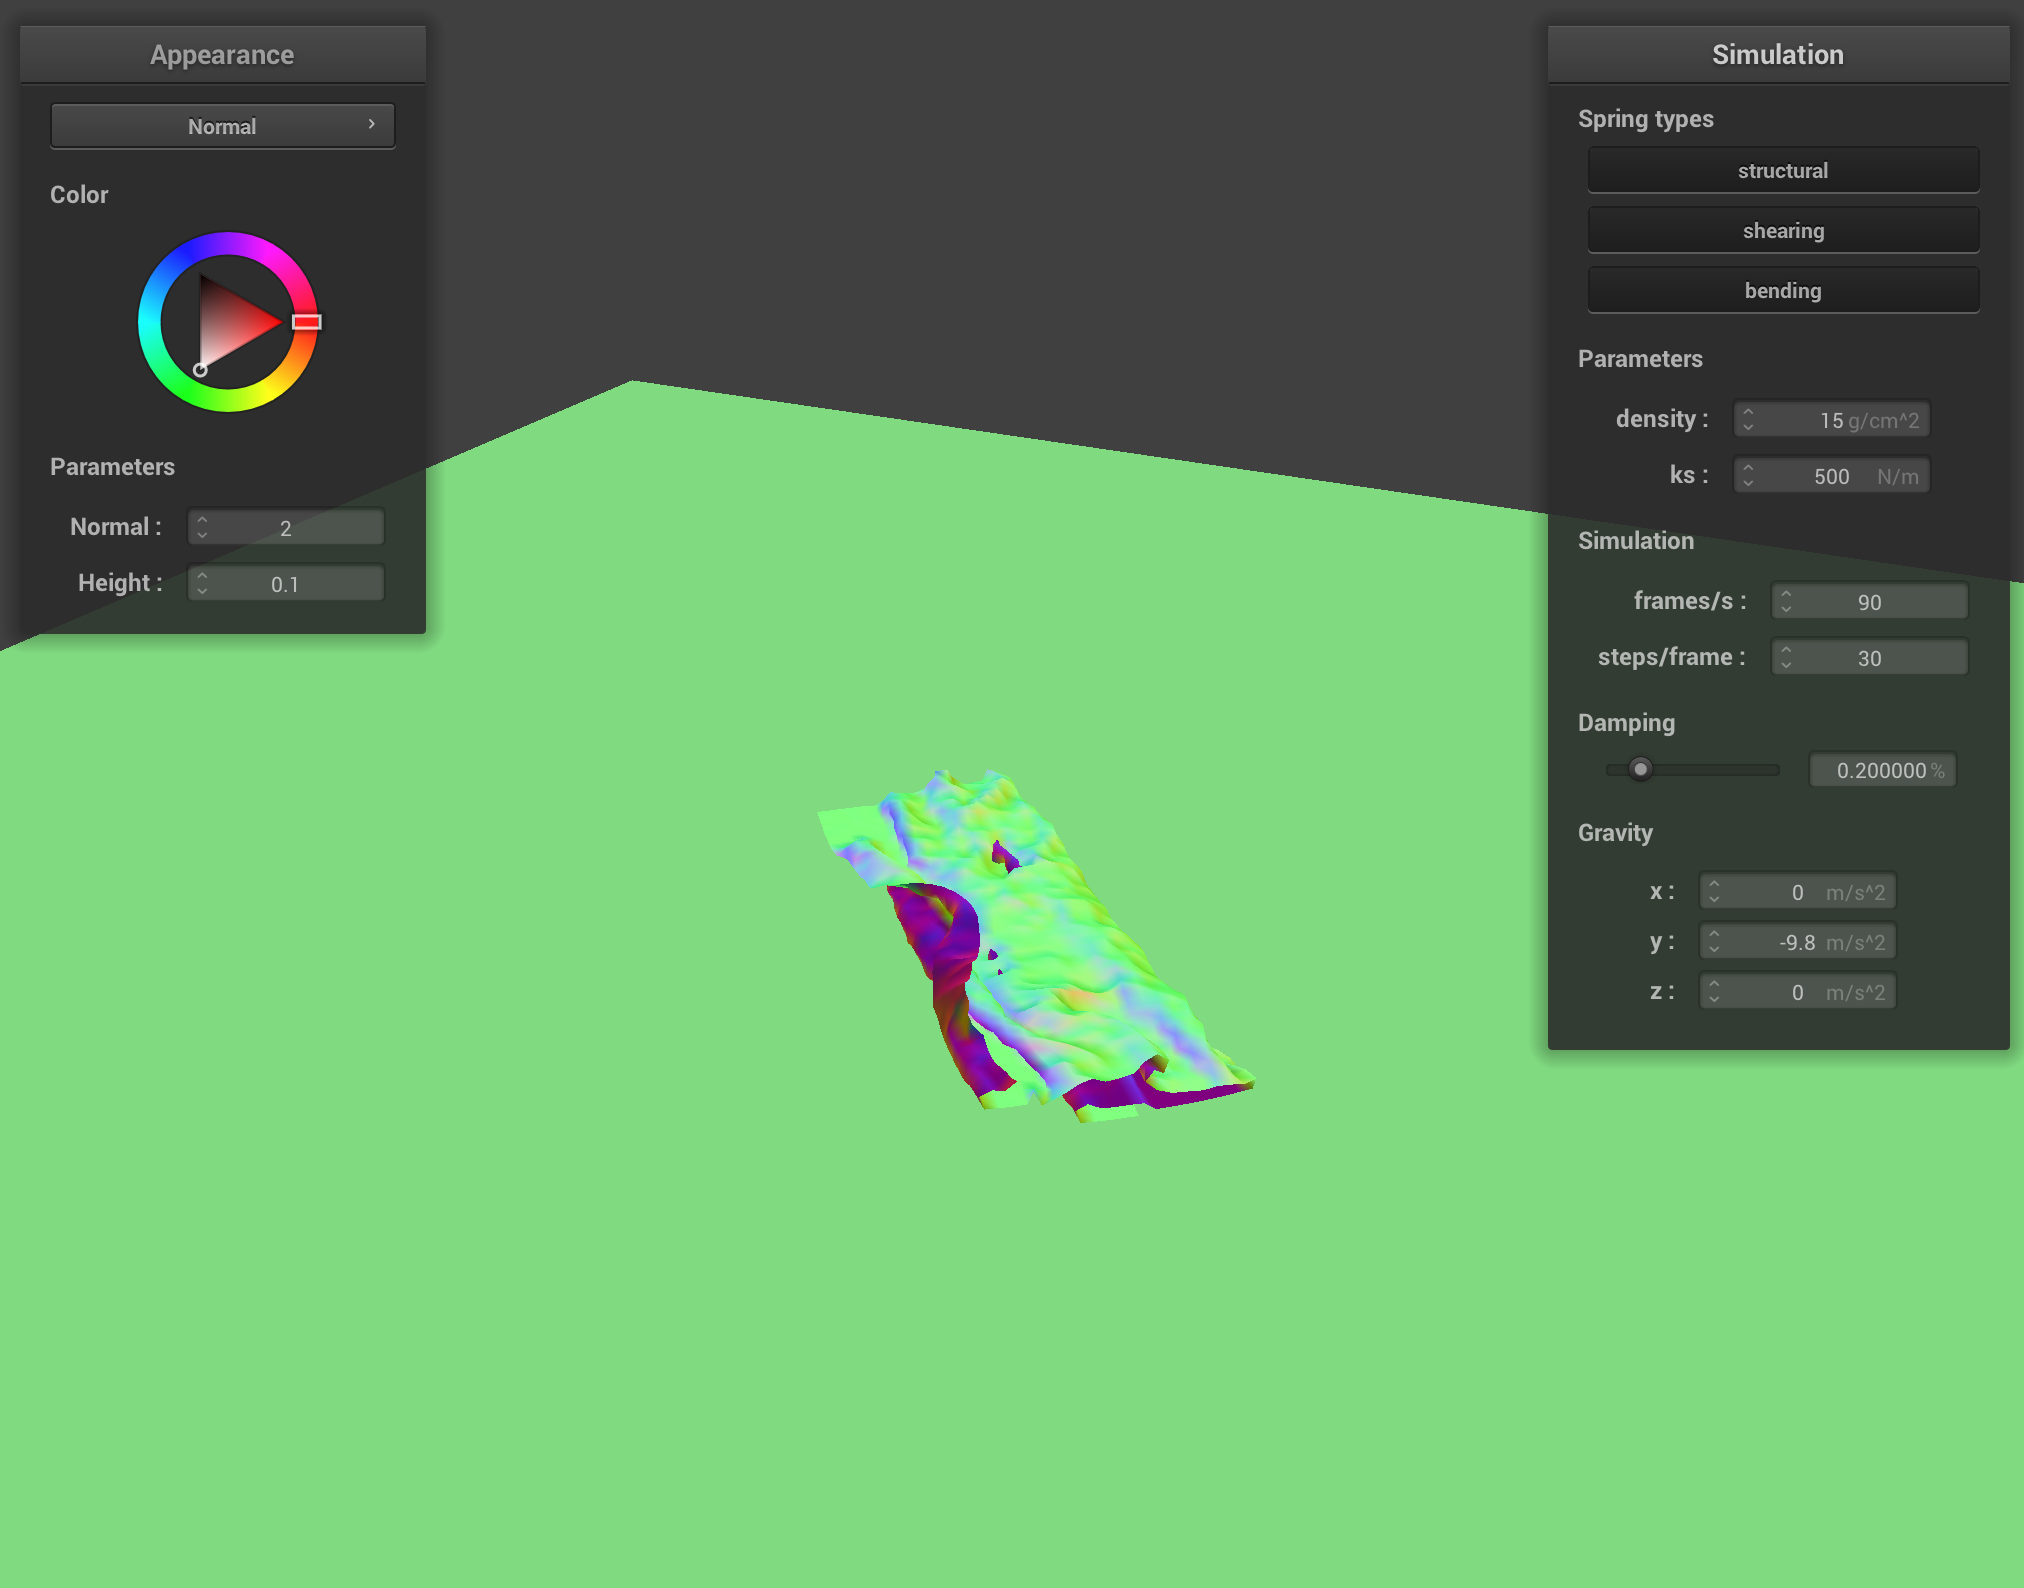 Appearance
Normal
Color
Parameters
Normal : 2
Height : 0.1
Simulation
Spring types
structural
shearing
bending
Parameters
density : 15 g/cm^2
ks : 500 N/m
Simulation
frames/s : 90
steps/frame : 30
Damping
0.200000 %
Gravity
x : 0 m/s^2
y : -9.8 m/s^2
z : 0 m/s^2